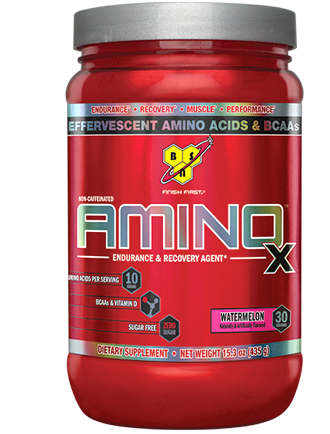 ENDURANCE* • RECOVERY* • MUSCLE* • PERFORMANCE*
EFFERVESCENT AMINO ACIDS & BCAAs
BSN
FINISH FIRST.
NON-CAFFEINATED
AMINO X
ENDURANCE & RECOVERY AGENT*
AMINO ACIDS PER SERVING 10
BCAAs & VITAMIN D
SUGAR FREE ZERO SUGAR
WATERMELON
Naturally & Artificially Flavored
30
DIETARY SUPPLEMENT • NET WEIGHT 15.3 OZ (435 g)